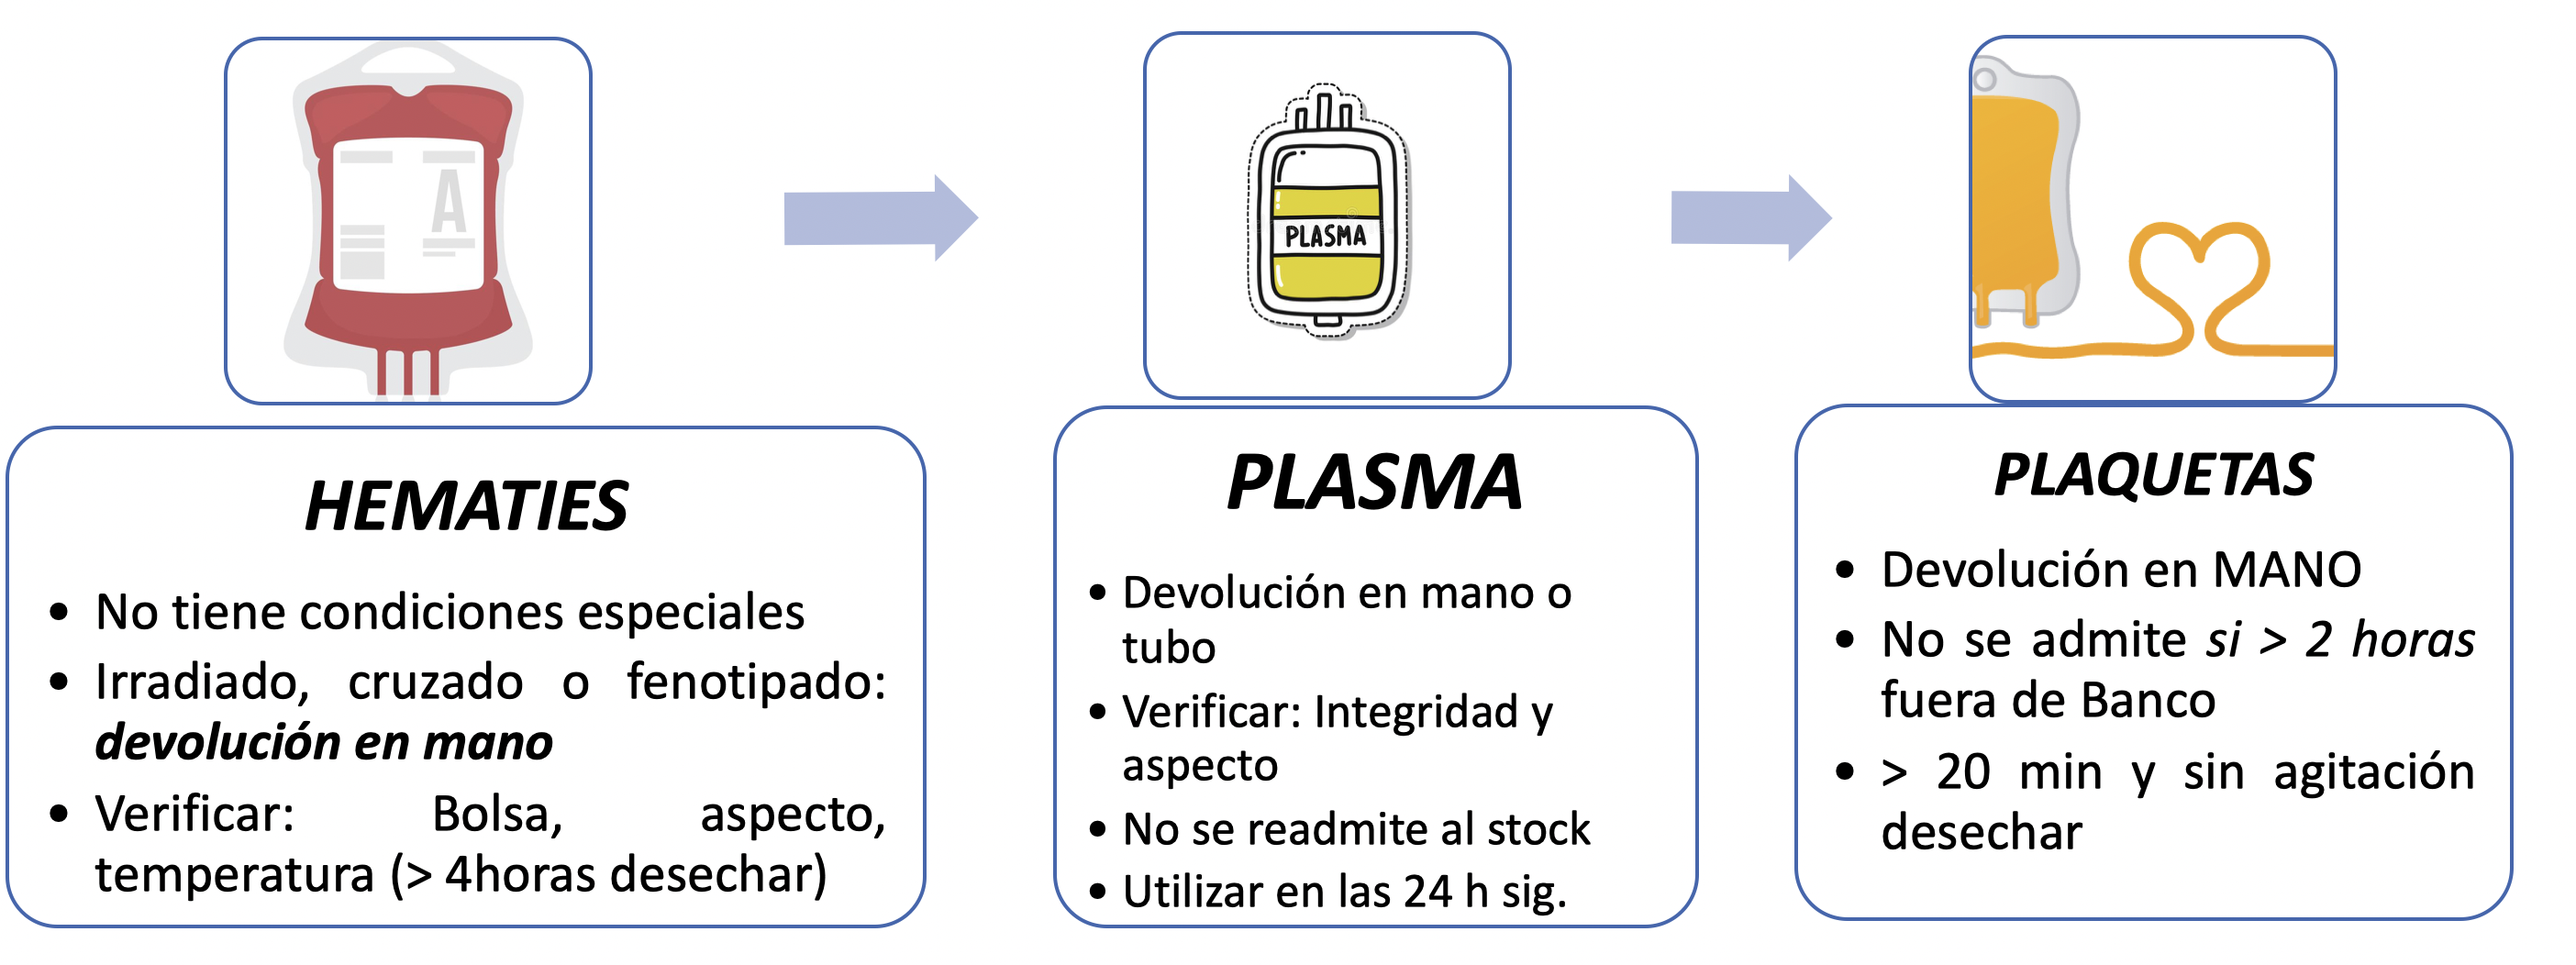 A
PLASMA
HEMATIES
• No tiene condiciones especiales
• Irradiado, cruzado o fenotipado:
devolución en mano
• Verificar: Bolsa, aspecto,
temperatura (> 4horas desechar)
PLASMA
• Devolución en mano o
tubo
• Verificar: Integridad y
aspecto
• No se readmite al stock
• Utilizar en las 24 h sig.
PLAQUETAS
• Devolución en MANO
• No se admite si > 2 horas
fuera de Banco
• > 20 min y sin agitación
desechar